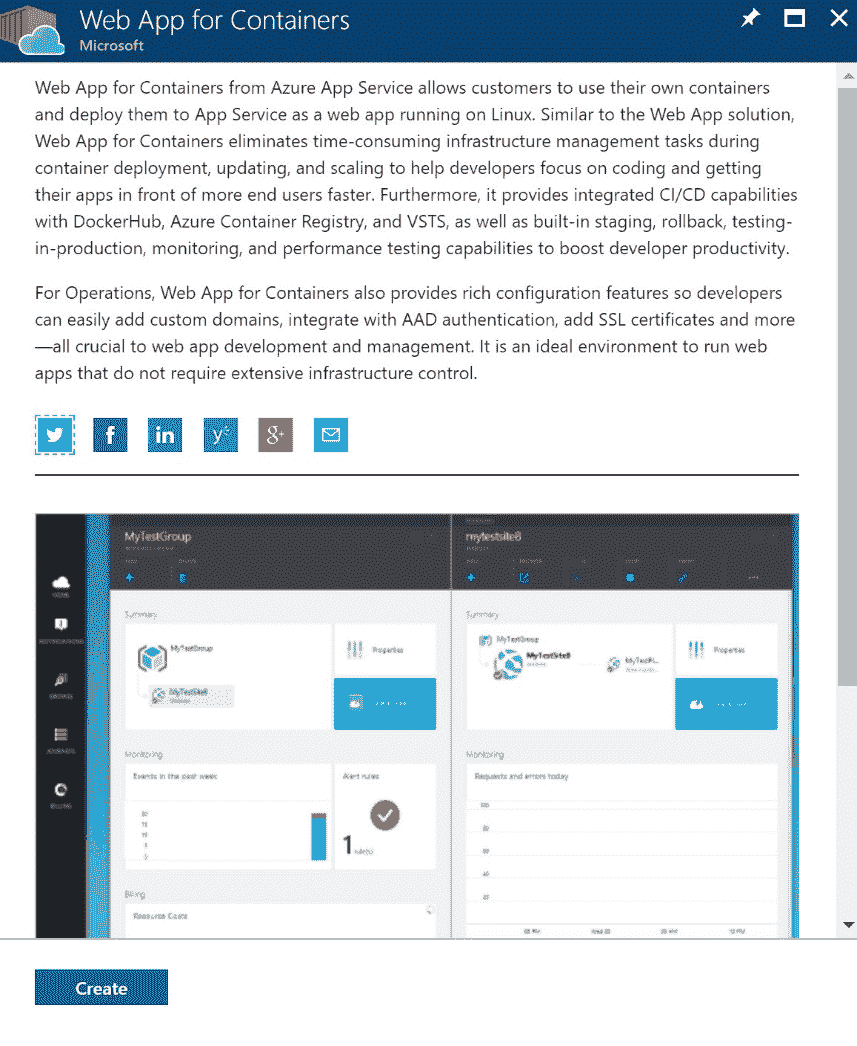 Web App for Containers
Microsoft
Web App for Containers from Azure App Service allows customers to use their own containers
and deploy them to App Service as a web app running on Linux. Similar to the Web App solution,
Web App for Containers eliminates time-consuming infrastructure management tasks during
container deployment, updating, and scaling to help developers focus on coding and getting
their apps in front of more end users faster. Furthermore, it provides integrated CI/CD capabilities
with DockerHub, Azure Container Registry, and VSTS, as well as built-in staging, rollback, testing-
in-production, monitoring, and performance testing capabilities to boost developer productivity.
For Operations, Web App for Containers also provides rich configuration features so developers
can easily add custom domains, integrate with AAD authentication, add SSL certificates and more
—all crucial to web app development and management. It is an ideal environment to run web
apps that do not require extensive infrastructure control.
f in y 8+
MyTestGroup mytestsite8
Summary Summary
MyTestGroup Properties MyTestGroup Properties
MyTestSite8 MyTestSite8
Monitoring Monitoring
Events in the past week Alert rules Requests and errors today
1
Billing
Resource Costs
Create